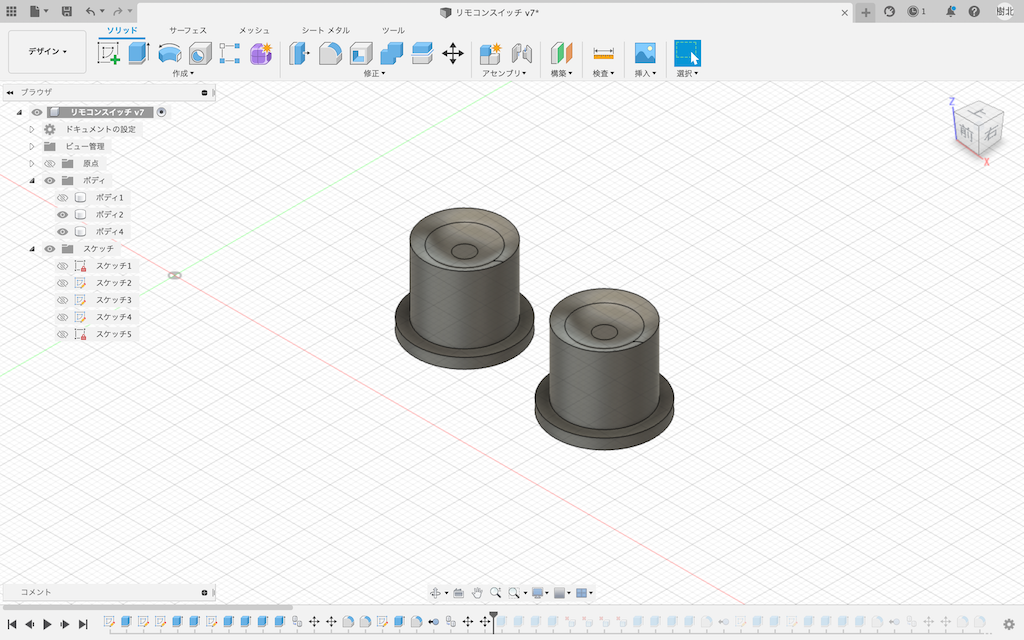 リモコンスイッチ v7*
1
樹北
ソリッド サーフェス メッシュ シート メタル ツール
デザイン
作成 修正 アセンブリ 構築 検査 挿入 選択
ブラウザ
リモコンスイッチ v7
ドキュメントの設定
ビュー管理
原点
ボディ
ボディ1
ボディ2
ボディ4
スケッチ
スケッチ1
スケッチ2
スケッチ3
スケッチ4
スケッチ5
Z
上
前
右
X
コメント